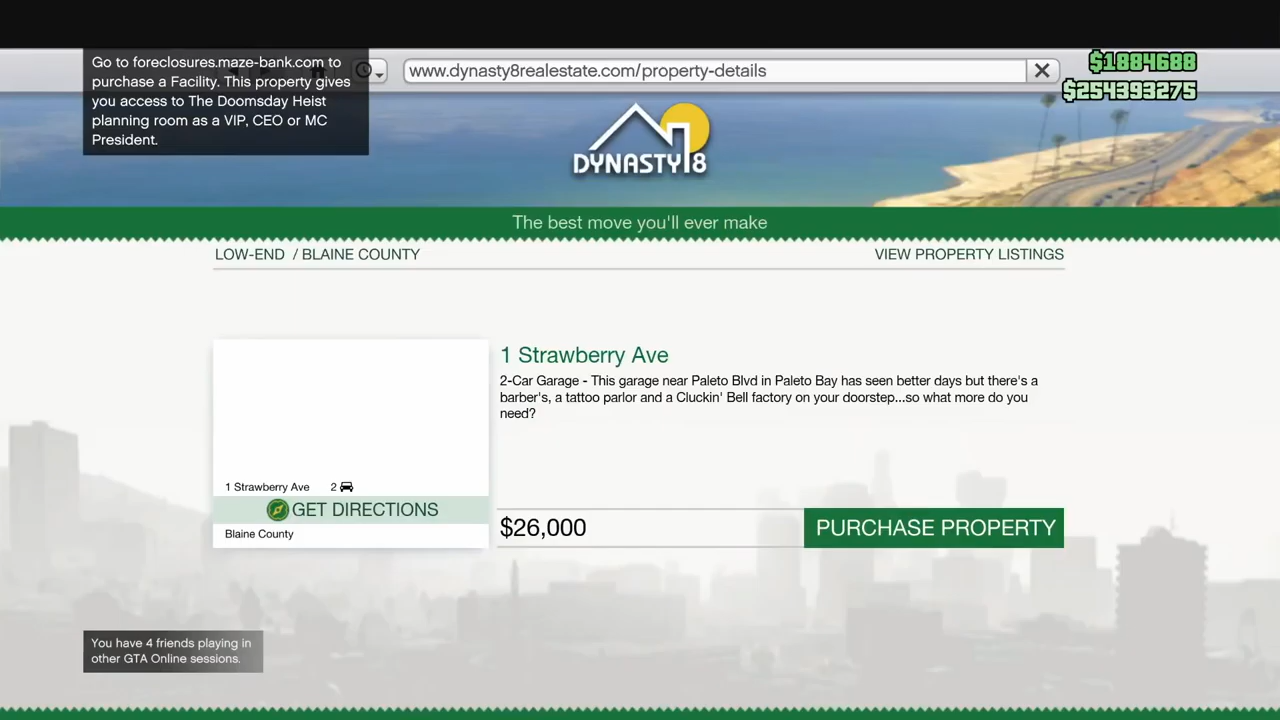 Go to foreclosures.maze-bank.com to
purchase a Facility. This property gives
you access to The Doomsday Heist
planning room as a VIP, CEO or MC
President.
www.dynasty8realestate.com/property-details
$1884688
$254393275
DYNASTY8
The best move you'll ever make
LOW-END / BLAINE COUNTY
VIEW PROPERTY LISTINGS
1 Strawberry Ave
2-Car Garage - This garage near Paleto Blvd in Paleto Bay has seen better days but there's a
barber's, a tattoo parlor and a Cluckin' Bell factory on your doorstep...so what more do you
need?
1 Strawberry Ave 2
GET DIRECTIONS
Blaine County
$26,000
PURCHASE PROPERTY
You have 4 friends playing in
other GTA Online sessions.